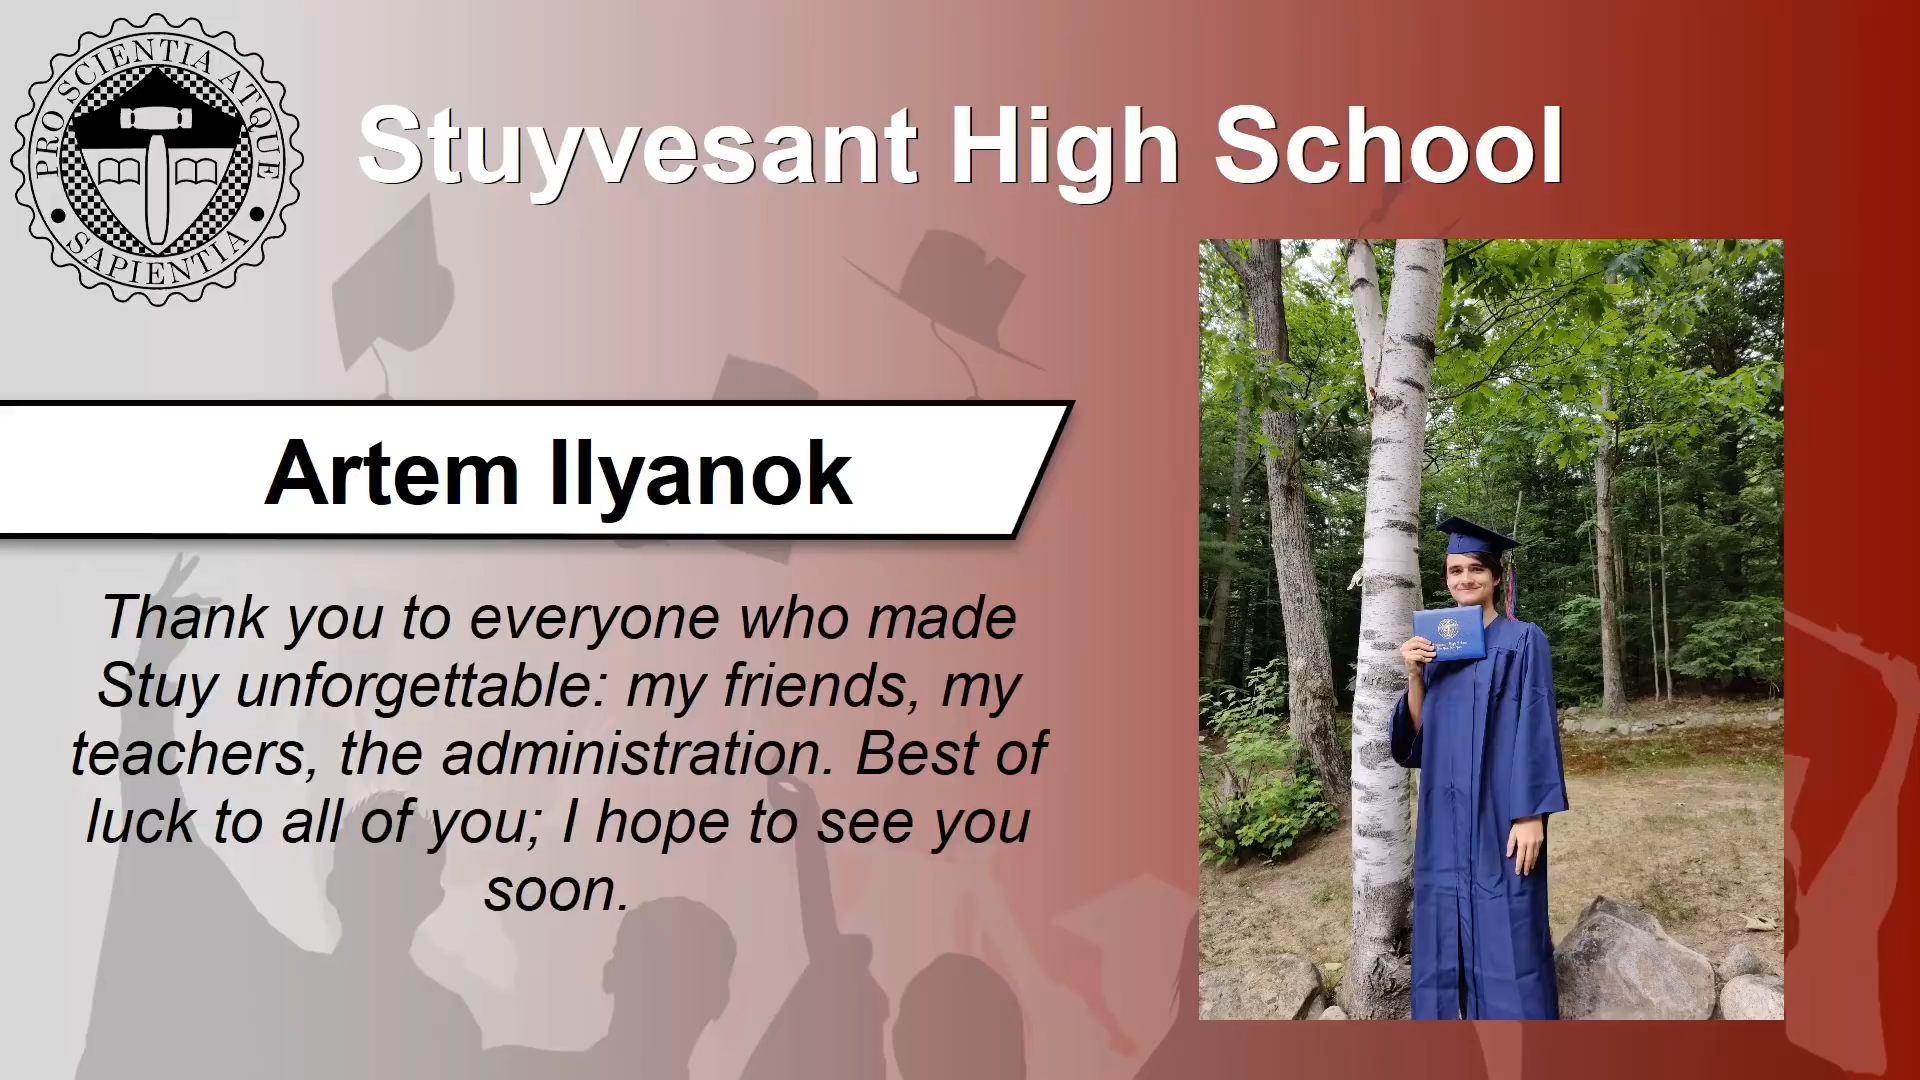 PRO SCIENTIA ATQUE
SAPIENTIA
Stuyvesant High School
Artem Ilyanok
Thank you to everyone who made
Stuy unforgettable: my friends, my
teachers, the administration. Best of
luck to all of you; I hope to see you
soon.